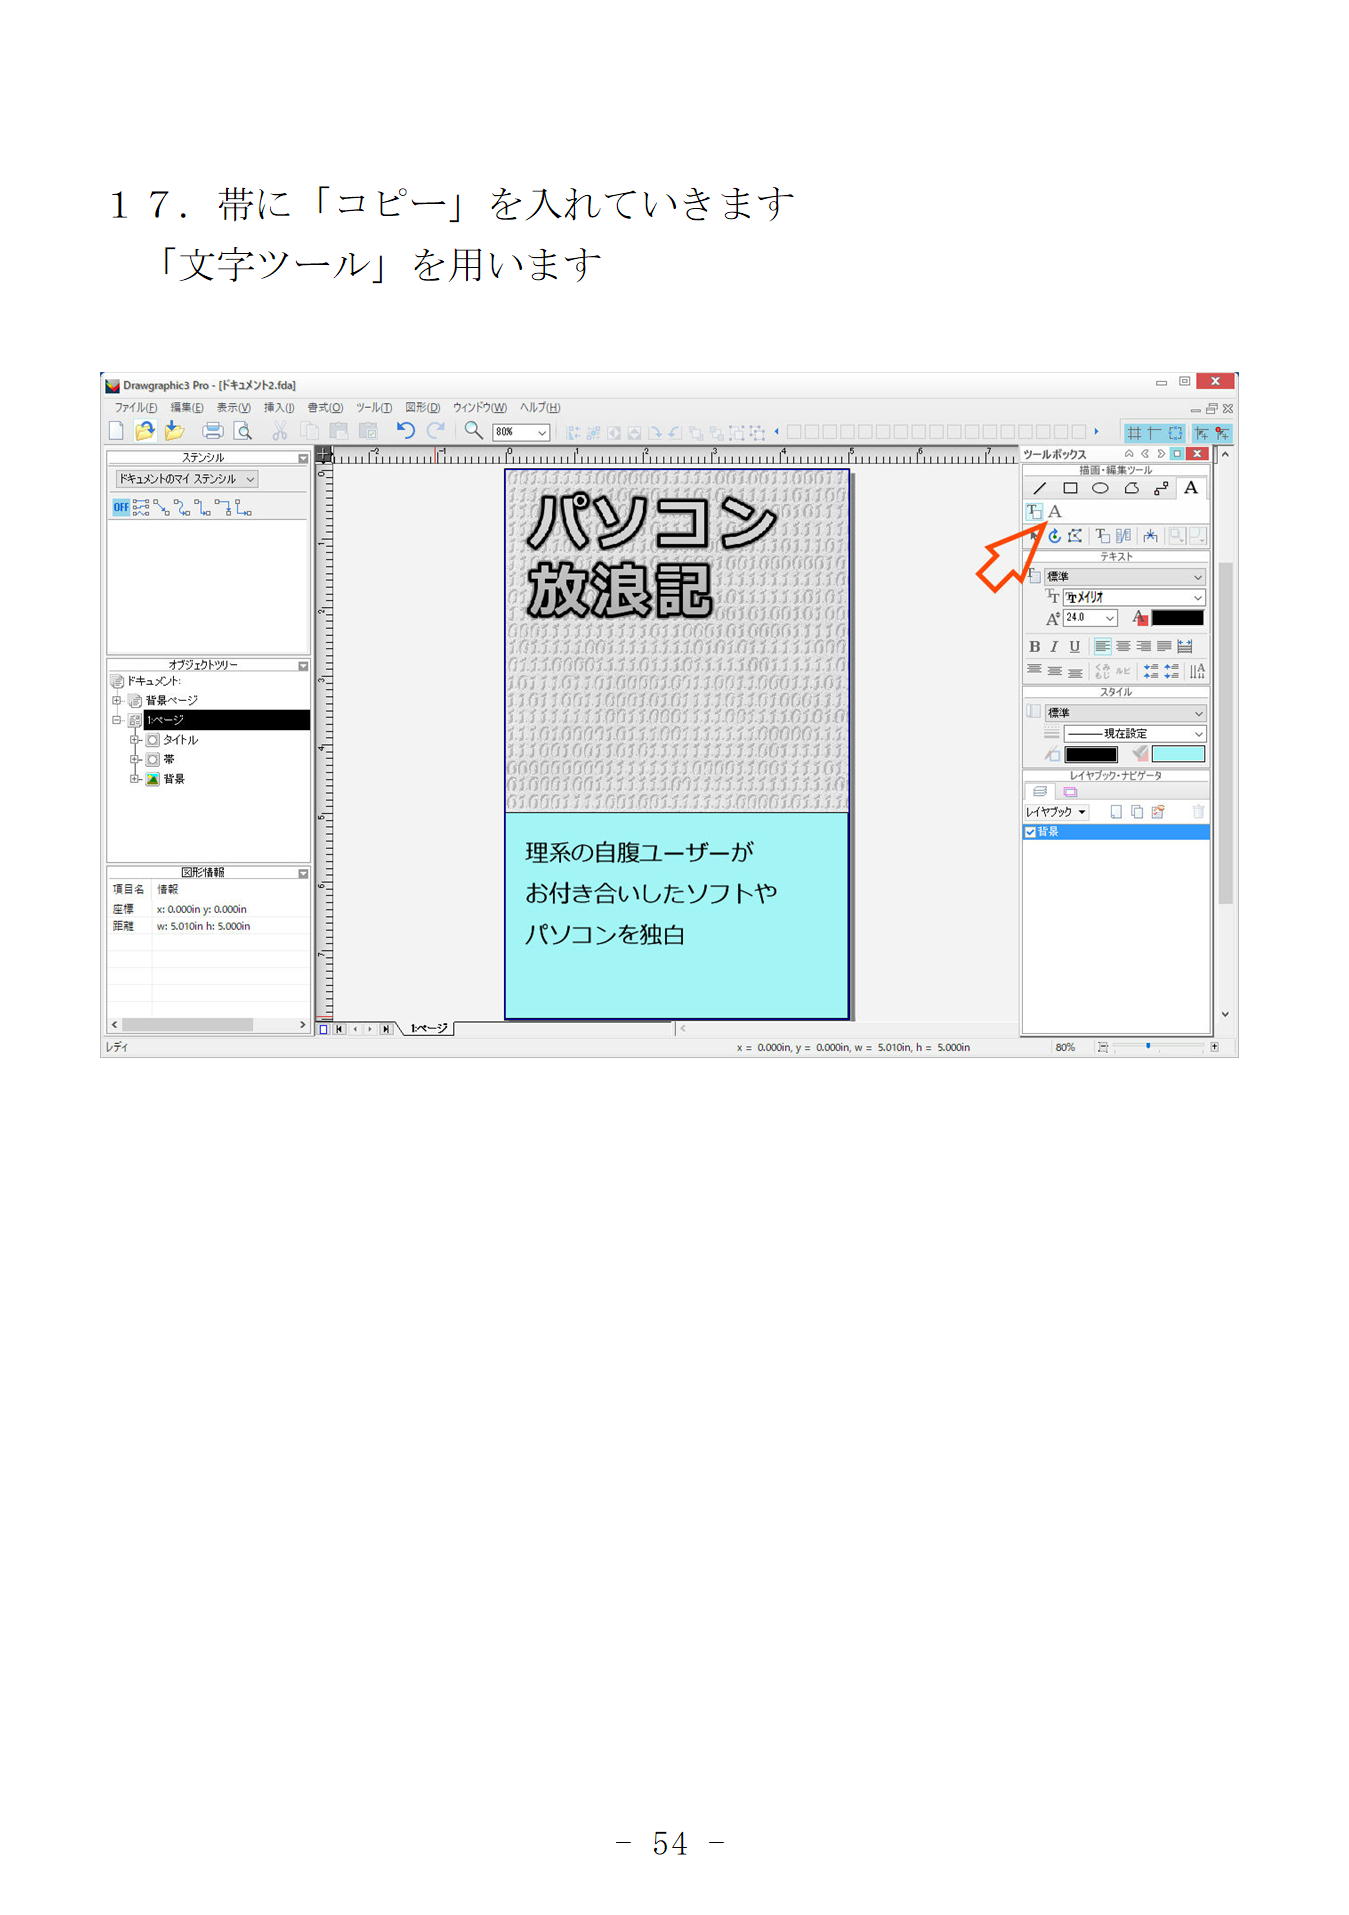 １７．帯に「コピー」を入れていきます
「文字ツール」を用います
Drawgraphic3 Pro - [ドキュメント2.fda]
ファイル(F) 編集(E) 表示(V) 挿入(I) 書式(O) ツール(T) 図形(D) ウィンドウ(W) ヘルプ(H)
80%
ステンシル
ドキュメントのマイ ステンシル
OFF
オブジェクトツリー
ドキュメント:
背景ページ
1:ページ
タイトル
帯
背景
図形情報
項目名 情報
座標 x: 0.000in y: 0.000in
距離 w: 5.010in h: 5.000in
パソコン
放浪記
理系の自腹ユーザーが
お付き合いしたソフトや
パソコンを独白
1:ページ
ツールボックス
描画・編集ツール
テキスト
標準
メイリオ
24.0
B I U
スタイル
標準
現在設定
レイヤブック・ナビゲータ
レイヤブック
背景
レディ
x = 0.000in, y = 0.000in, w = 5.010in, h = 5.000in
80%
- 54 -